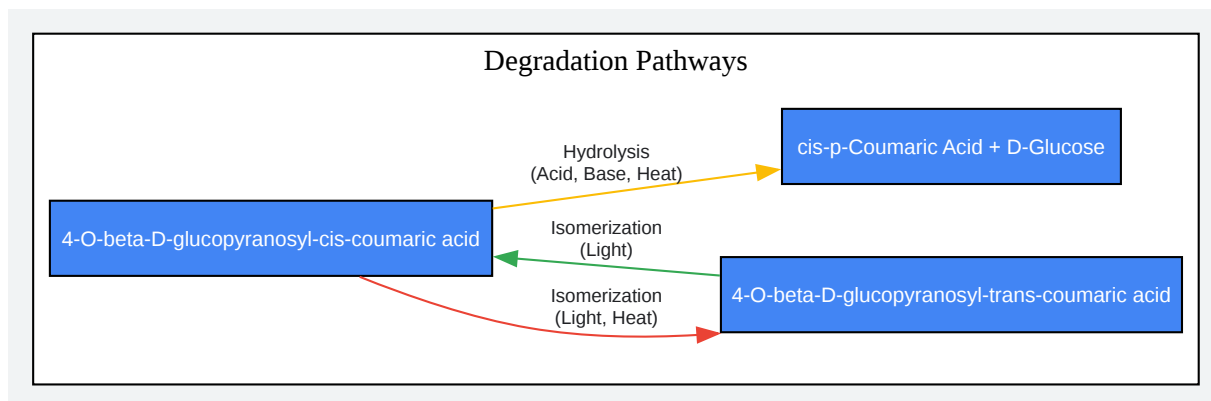 Degradation Pathways
cis-p-Coumaric Acid + D-Glucose
Hydrolysis
(Acid, Base, Heat)
4-O-beta-D-glucopyranosyl-cis-coumaric acid
Isomerization
(Light)
4-O-beta-D-glucopyranosyl-trans-coumaric acid
Isomerization
(Light, Heat)